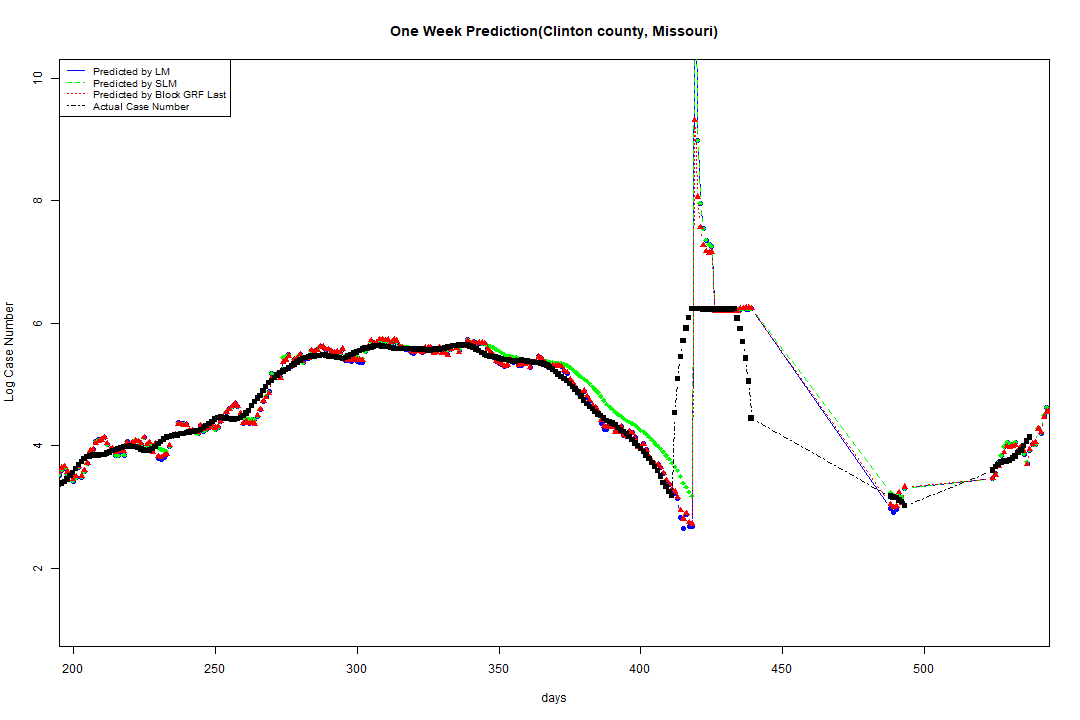 One Week Prediction(Clinton county, Missouri)
Predicted by LM
Predicted by SLM
Predicted by Block GRF Last
Actual Case Number
10
8
6
4
2
Log Case Number
200 250 300 350 400 450 500
days